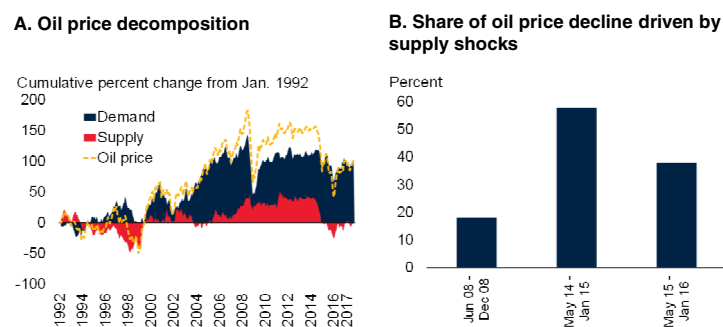 A. Oil price decomposition
Cumulative percent change from Jan. 1992
200
150
100
50
0
-50
-100
Demand
Supply
Oil price
1992
1994
1996
1998
2000
2002
2004
2006
2008
2010
2012
2014
2016
2017
B. Share of oil price decline driven by
supply shocks
Percent
60
50
40
30
20
10
0
Jun 08 -
Dec 08
May 14 -
Jan 15
May 15 -
Jan 16